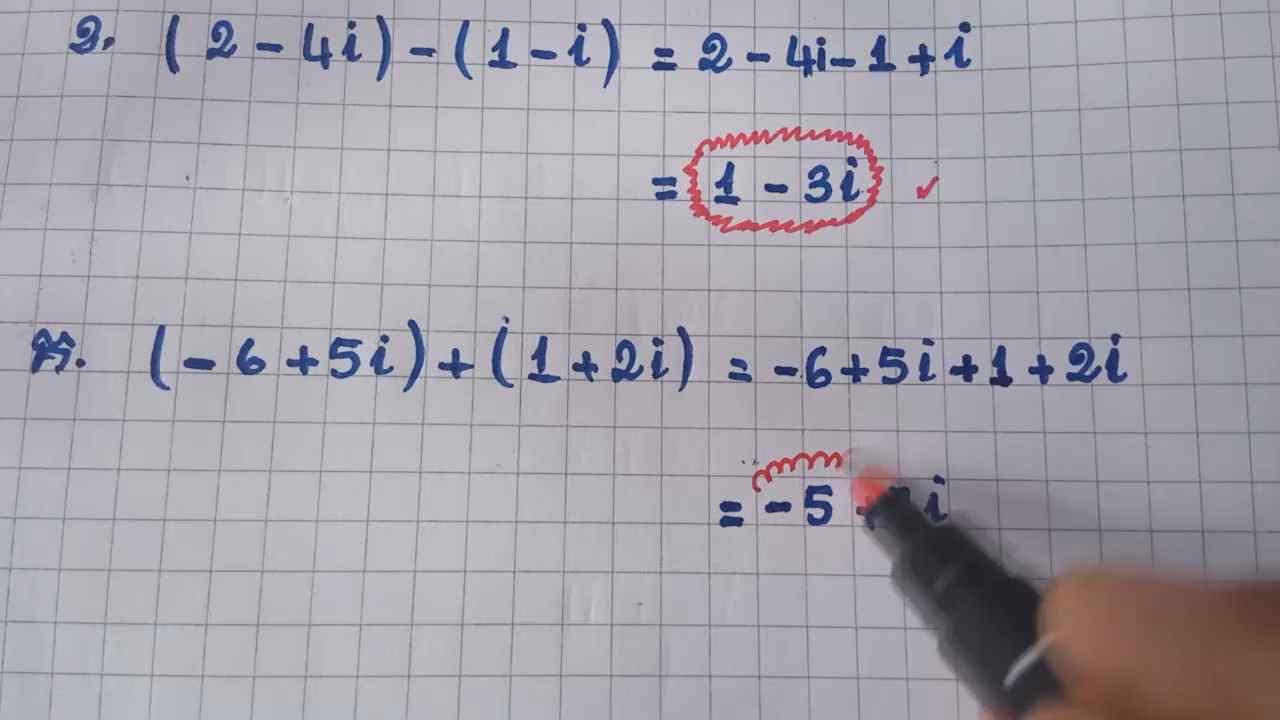 2. (2 - 4i) - (1 - i) = 2 - 4i - 1 + i
= 1 - 3i ✓
(-6 + 5i) + (1 + 2i) = -6 + 5i + 1 + 2i
= -5 + i